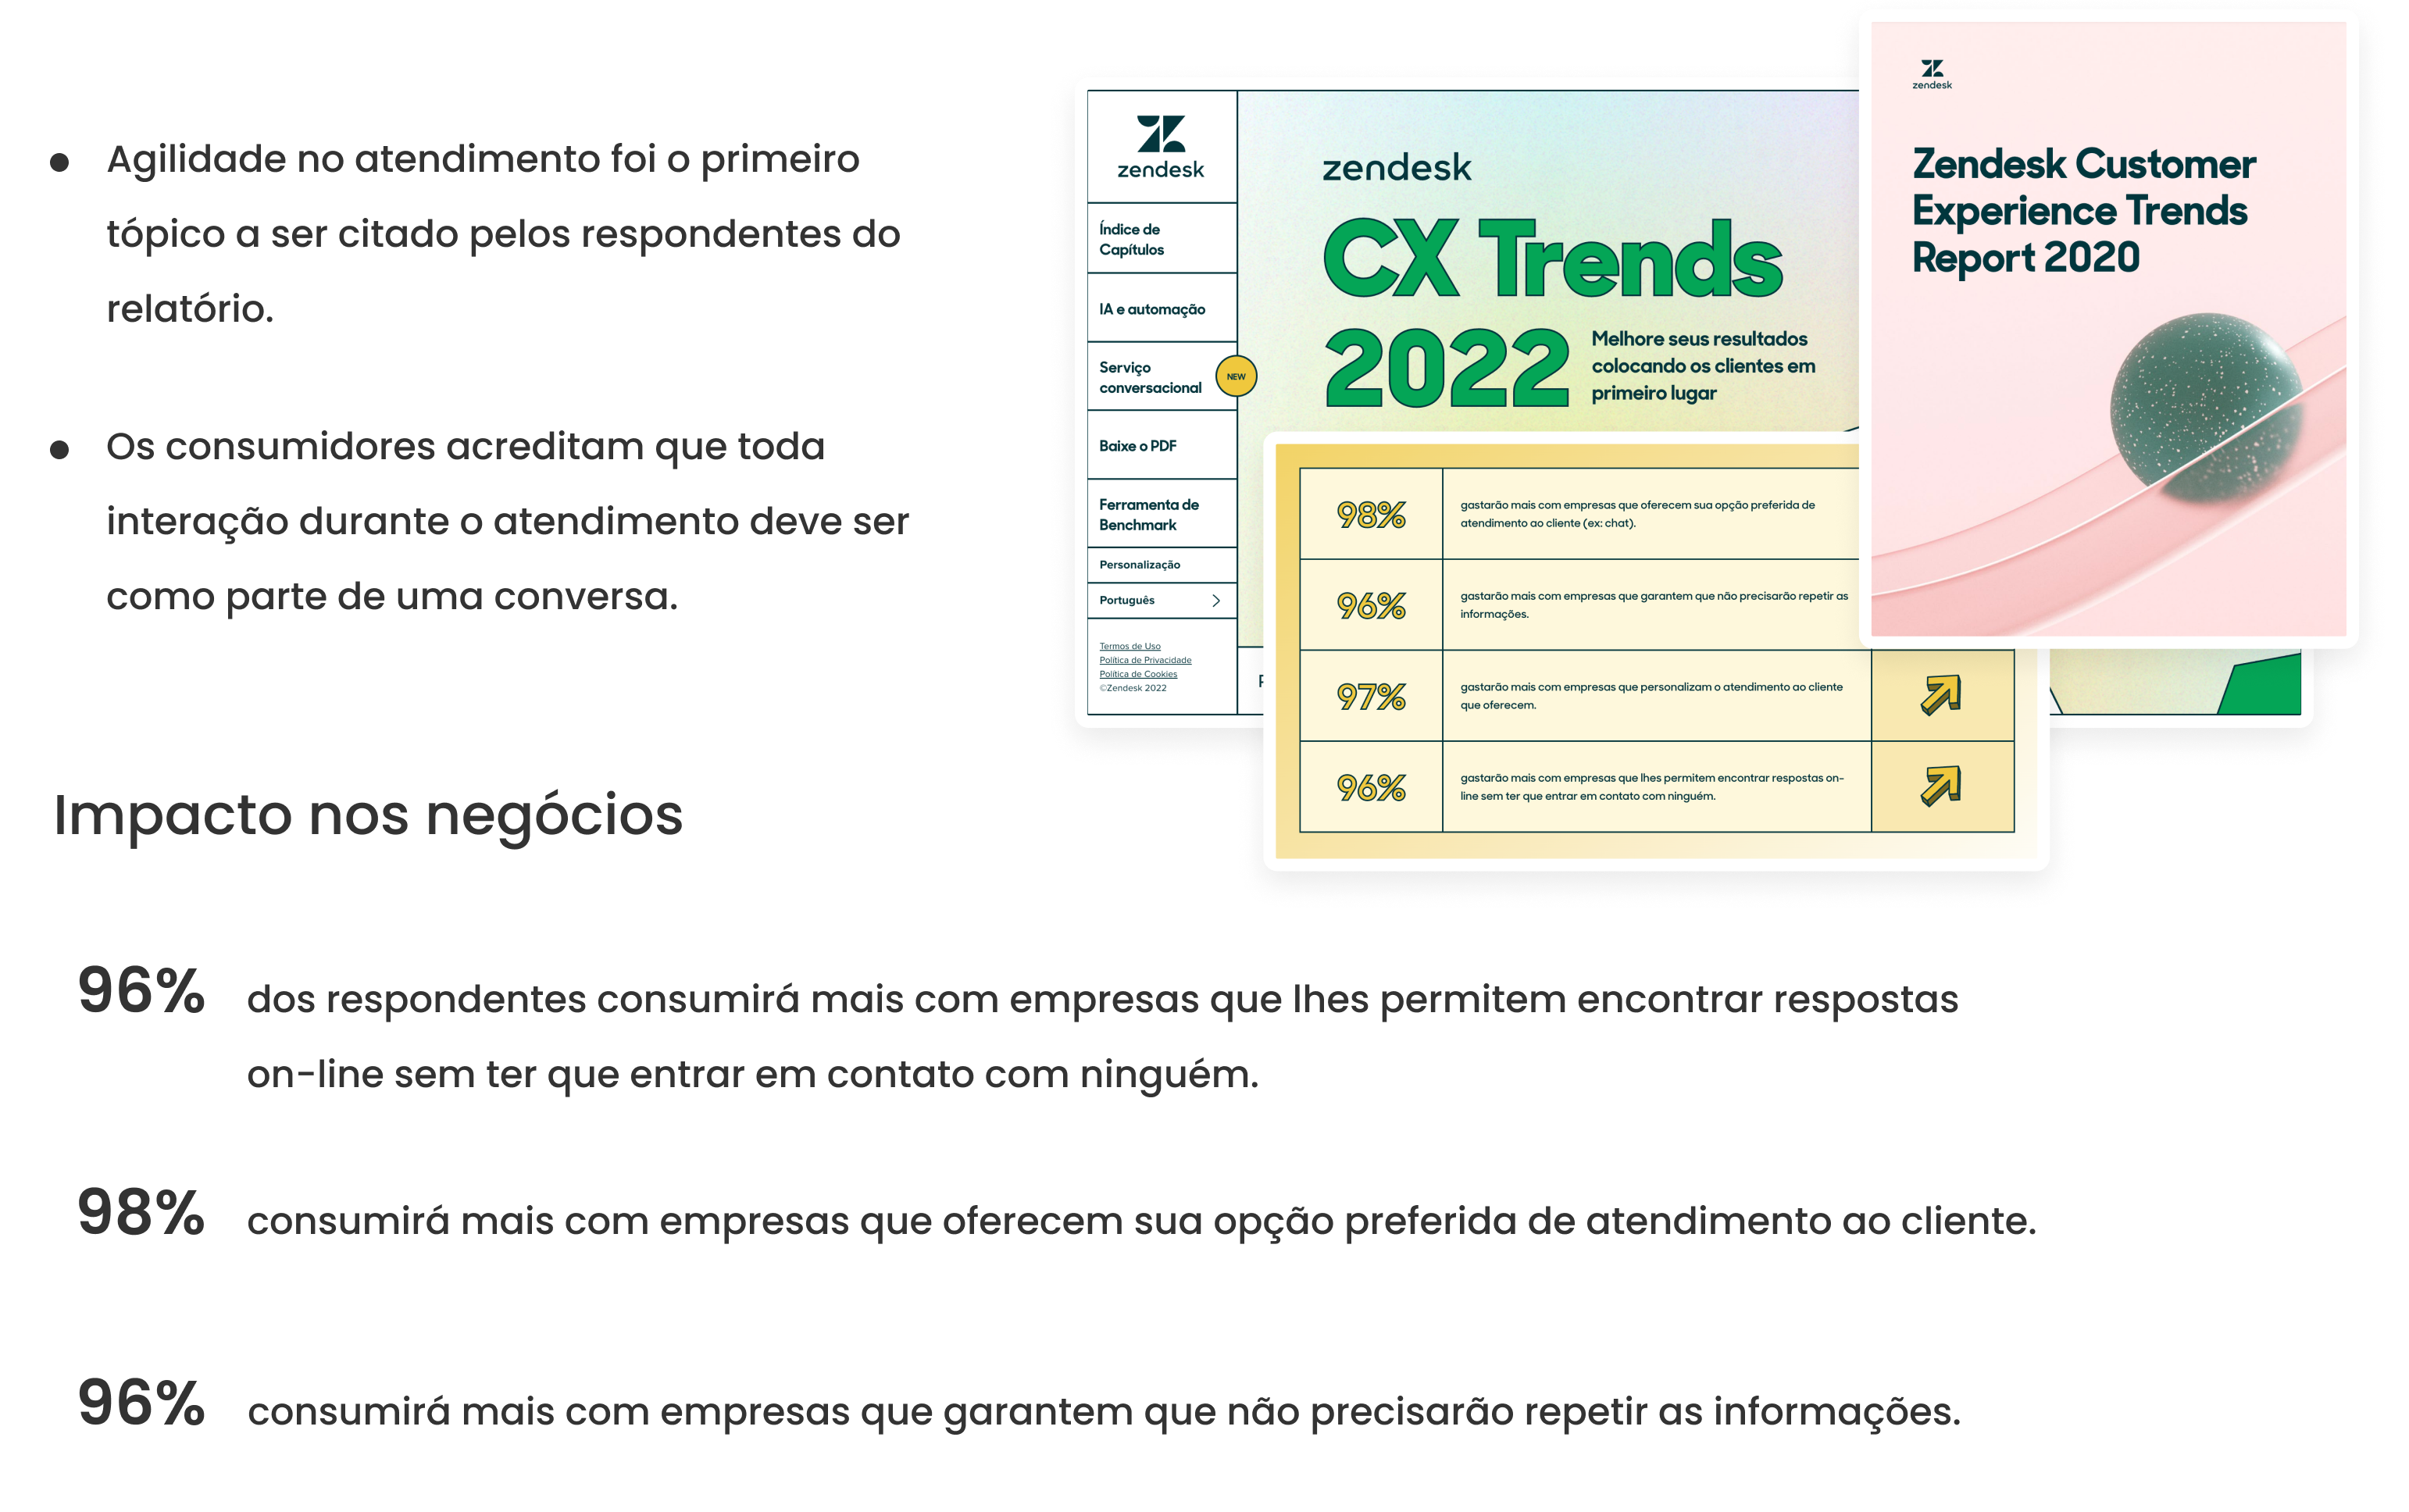 Agilidade no atendimento foi o primeiro
tópico a ser citado pelos respondentes do
relatório.
Os consumidores acreditam que toda
interação durante o atendimento deve ser
como parte de uma conversa.
zendesk
Índice de
Capítulos
IA e automação
Serviço
conversacional
NEW
Baixe o PDF
Ferramenta de
Benchmark
Personalização
Português
Termos de Uso
Política de Privacidade
Política de Cookies
©Zendesk 2022
zendesk
CX Trends
2022
Melhore seus resultados
colocando os clientes em
primeiro lugar
98%
gastarão mais com empresas que oferecem sua opção preferida de
atendimento ao cliente (ex: chat).
96%
gastarão mais com empresas que garantem que não precisarão repetir as
informações.
97%
gastarão mais com empresas que personalizam o atendimento ao cliente
que oferecem.
96%
gastarão mais com empresas que lhes permitem encontrar respostas on-
line sem ter que entrar em contato com ninguém.
zendesk
Zendesk Customer
Experience Trends
Report 2020
Impacto nos negócios
96% dos respondentes consumirá mais com empresas que lhes permitem encontrar respostas
on-line sem ter que entrar em contato com ninguém.
98% consumirá mais com empresas que oferecem sua opção preferida de atendimento ao cliente.
96% consumirá mais com empresas que garantem que não precisarão repetir as informações.